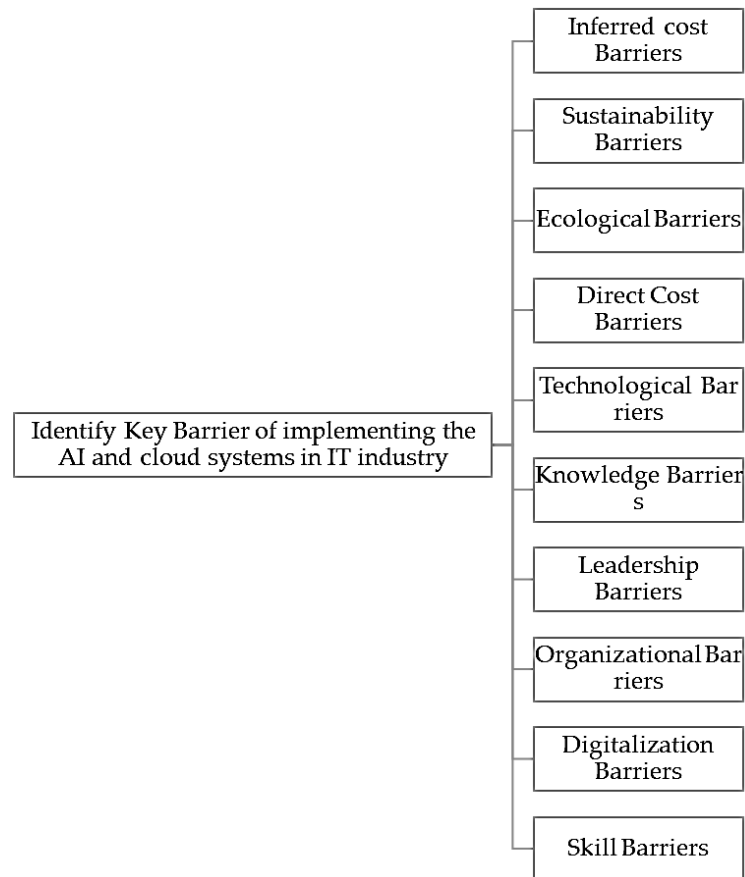 Inferred cost
Barriers
Sustainability
Barriers
Ecological Barriers
Direct Cost
Barriers
Technological Bar
riers
Identify Key Barrier of implementing the
AI and cloud systems in IT industry
Knowledge Barrier
s
Leadership
Barriers
Organizational Bar
riers
Digitalization
Barriers
Skill Barriers